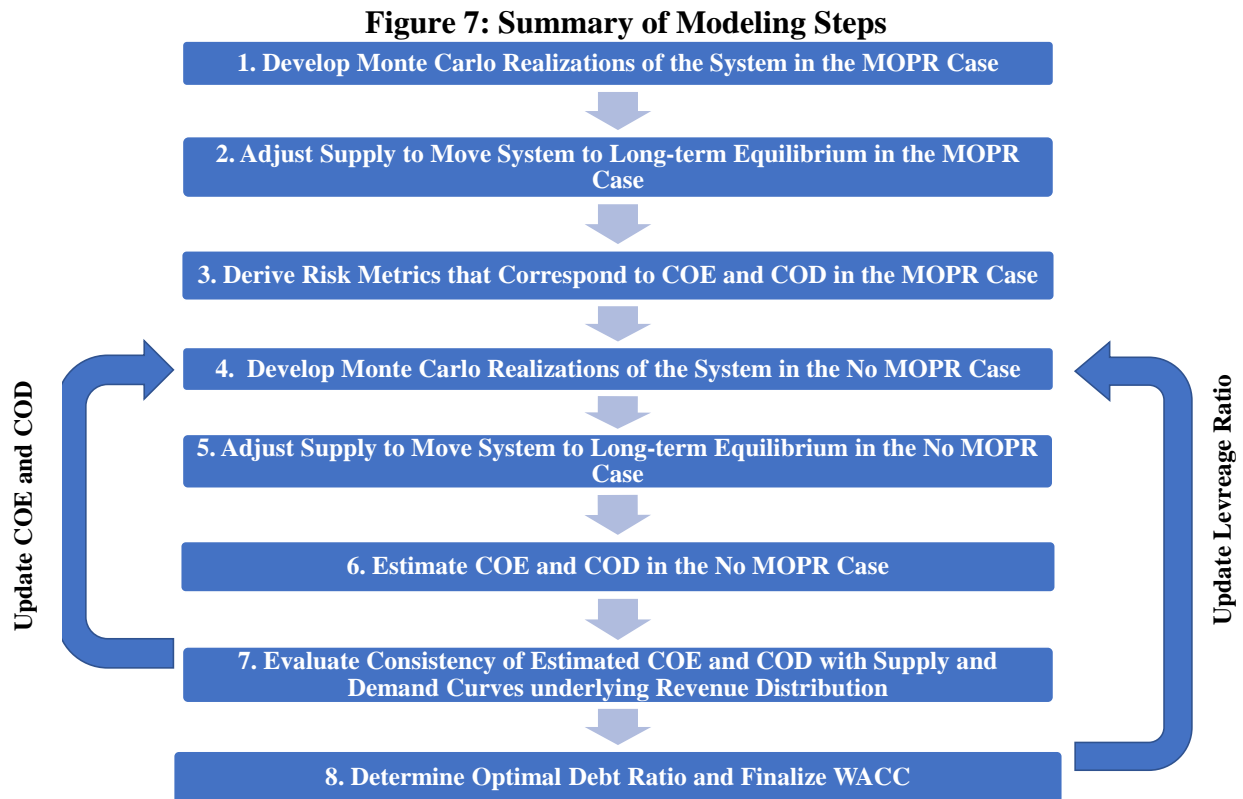 Figure 7: Summary of Modeling Steps
1. Develop Monte Carlo Realizations of the System in the MOPR Case
2. Adjust Supply to Move System to Long-term Equilibrium in the MOPR
Case
3. Derive Risk Metrics that Correspond to COE and COD in the MOPR Case
4. Develop Monte Carlo Realizations of the System in the No MOPR Case
5. Adjust Supply to Move System to Long-term Equilibrium in the No MOPR
Case
6. Estimate COE and COD in the No MOPR Case
7. Evaluate Consistency of Estimated COE and COD with Supply and
Demand Curves underlying Revenue Distribution
8. Determine Optimal Debt Ratio and Finalize WACC
Update COE and COD
Update Levreage Ratio